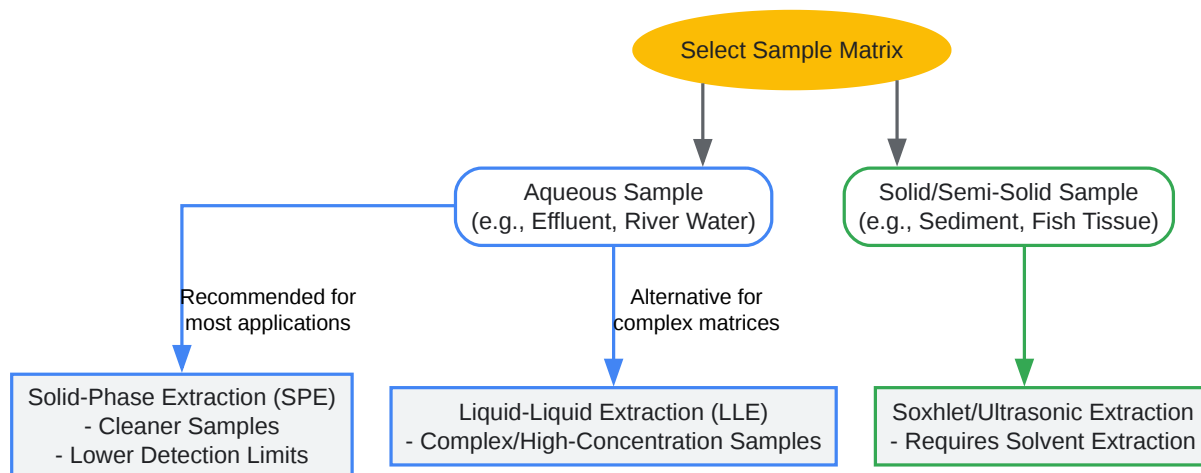 Select Sample Matrix
Aqueous Sample
(e.g., Effluent, River Water)
Solid/Semi-Solid Sample
(e.g., Sediment, Fish Tissue)
Recommended for
most applications
Alternative for
complex matrices
Solid-Phase Extraction (SPE)
- Cleaner Samples
- Lower Detection Limits
Liquid-Liquid Extraction (LLE)
- Complex/High-Concentration Samples
Soxhlet/Ultrasonic Extraction
- Requires Solvent Extraction